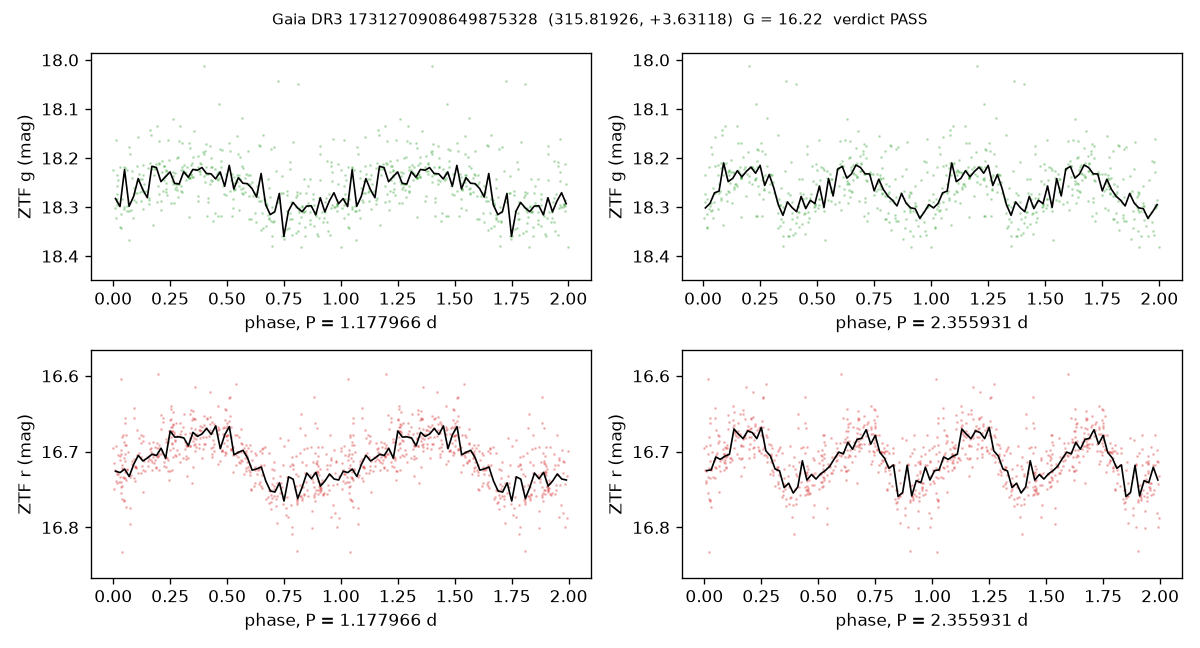 Gaia DR3 1731270908649875328  (315.81926, +3.63118)  G = 16.22  verdict PASS
ZTF g (mag)
18.0
18.1
18.2
18.3
18.4
0.00 0.25 0.50 0.75 1.00 1.25 1.50 1.75 2.00
phase, P = 1.177966 d
ZTF g (mag)
18.0
18.1
18.2
18.3
18.4
0.00 0.25 0.50 0.75 1.00 1.25 1.50 1.75 2.00
phase, P = 2.355931 d
ZTF r (mag)
16.6
16.7
16.8
0.00 0.25 0.50 0.75 1.00 1.25 1.50 1.75 2.00
phase, P = 1.177966 d
ZTF r (mag)
16.6
16.7
16.8
0.00 0.25 0.50 0.75 1.00 1.25 1.50 1.75 2.00
phase, P = 2.355931 d